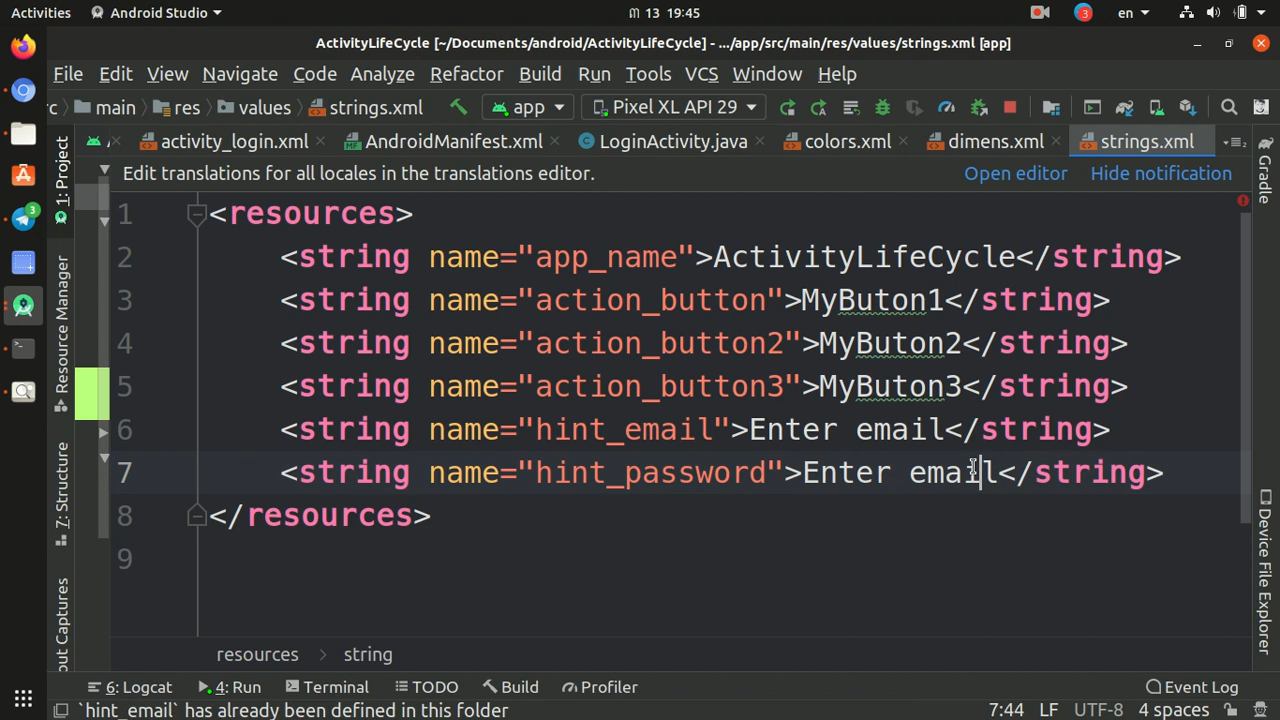 Activities Android Studio ៣ 13 19:45 3 en
ActivityLifeCycle [~/Documents/android/ActivityLifeCycle] - .../app/src/main/res/values/strings.xml [app]
File Edit View Navigate Code Analyze Refactor Build Run Tools VCS Window Help
main res values strings.xml app Pixel XL API 29
activity_login.xml AndroidManifest.xml LoginActivity.java colors.xml dimens.xml strings.xml
Edit translations for all locales in the translations editor. Open editor Hide notification
1 <resources>
2 <string name="app_name">ActivityLifeCycle</string>
3 <string name="action_button">MyButon1</string>
4 <string name="action_button2">MyButon2</string>
5 <string name="action_button3">MyButon3</string>
6 <string name="hint_email">Enter email</string>
7 <string name="hint_password">Enter email</string>
8 </resources>
9
resources > string
6: Logcat 4: Run Terminal TODO Build Profiler Event Log
`hint_email` has already been defined in this folder 7:44 LF UTF-8 4 spaces
1: Project
Resource Manager
7: Structure
out Captures
Gradle
Device File Explorer
3